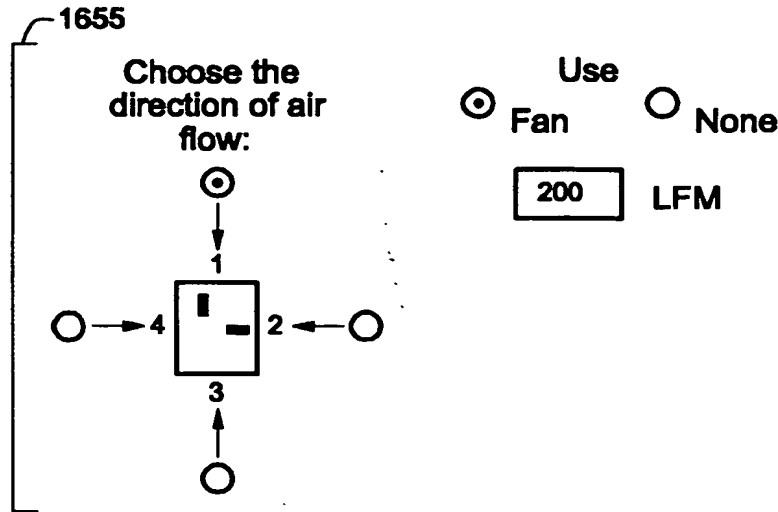 1655
Choose the
direction of air
flow:
1
4
2
3
Use
Fan
None
200
LFM